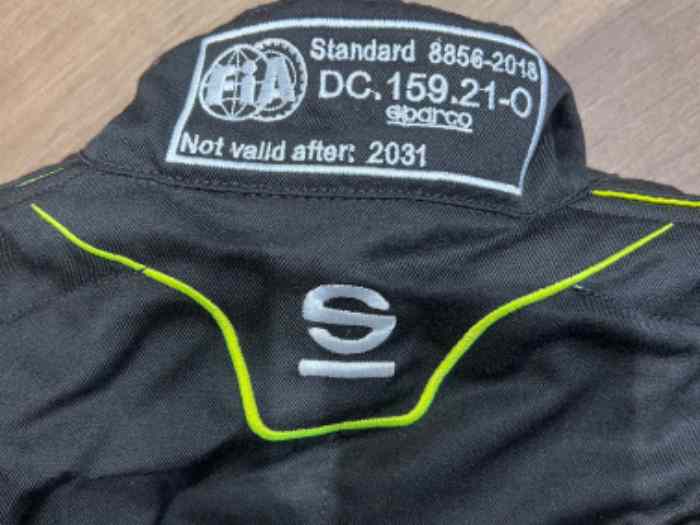 FIA
Standard 8856-2018
DC.159.21-O
sparco
Not valid after: 2031
S